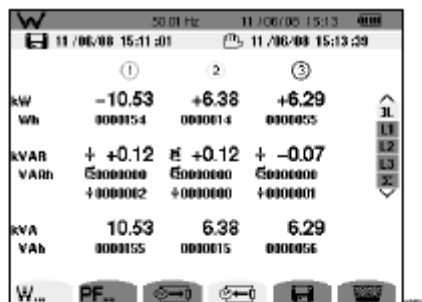 W 50.01 Hz 11/06/08 15:13
11/06/08 15:11:01 11/06/08 15:13:39
1 2 3
kW -10.53 +6.38 +6.29
Wh 0000154 0000014 0000055
3L
L1
L2
L3
Σ
kVAR +0.12 +0.12 -0.07
VARh 0000000 0000000 0000000
0000002 0000000 0000001
kVA 10.53 6.38 6.29
VAh 0000155 0000015 0000056
W... PF...